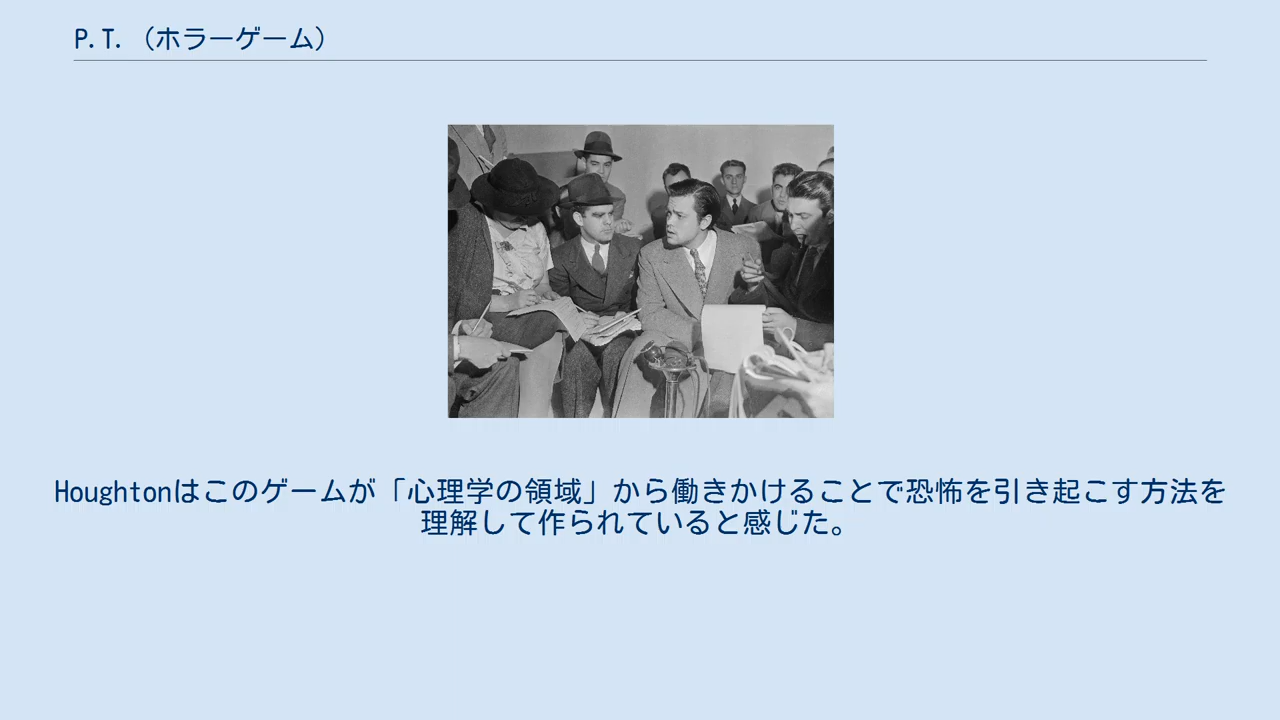 P.T.（ホラーゲーム）
Houghtonはこのゲームが「心理学の領域」から働きかけることで恐怖を引き起こす方法を
理解して作られていると感じた。